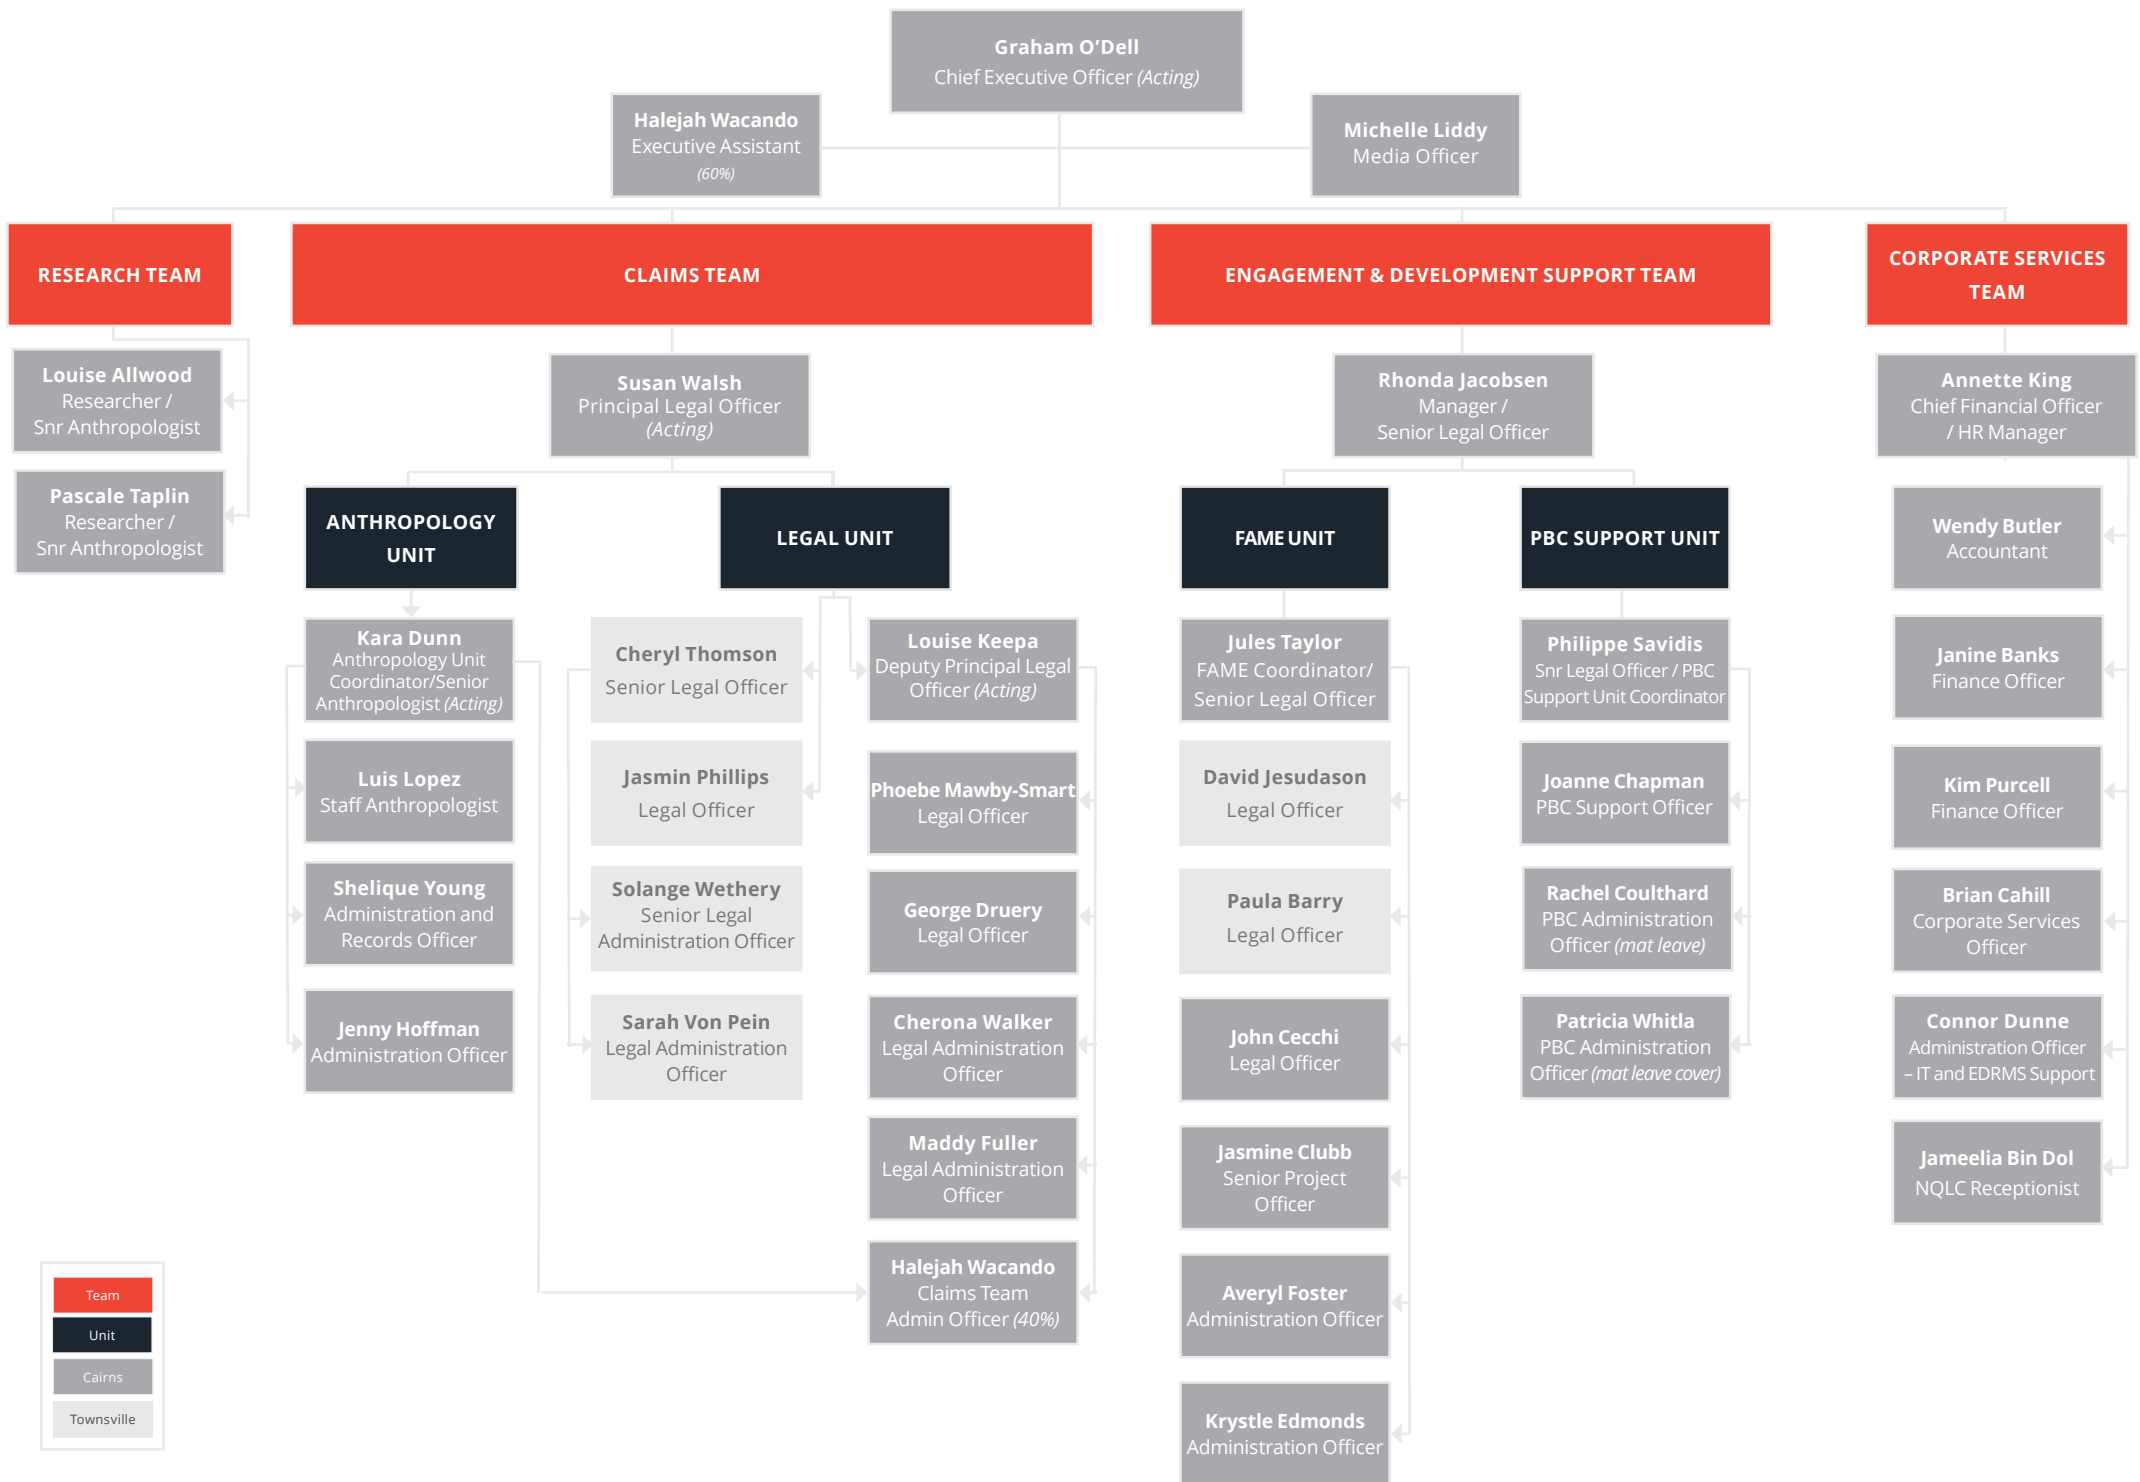 Graham O’Dell
Chief Executive Officer (Acting)
Halejah Wacando
Executive Assistant
(60%)
Michelle Liddy
Media Officer
RESEARCH TEAM
CLAIMS TEAM
ENGAGEMENT & DEVELOPMENT SUPPORT TEAM
CORPORATE SERVICES
TEAM
Louise Allwood
Researcher /
Snr Anthropologist
Pascale Taplin
Researcher /
Snr Anthropologist
Susan Walsh
Principal Legal Officer
(Acting)
ANTHROPOLOGY
UNIT
Kara Dunn
Anthropology Unit
Coordinator/Senior
Anthropologist (Acting)
Luis Lopez
Staff Anthropologist
Shelique Young
Administration and
Records Officer
Jenny Hoffman
Administration Officer
LEGAL UNIT
Cheryl Thomson
Senior Legal Officer
Jasmin Phillips
Legal Officer
Solange Wethery
Senior Legal
Administration Officer
Sarah Von Pein
Legal Administration
Officer
Louise Keepa
Deputy Principal Legal
Officer (Acting)
Phoebe Mawby-Smart
Legal Officer
George Druery
Legal Officer
Cherona Walker
Legal Administration
Officer
Maddy Fuller
Legal Administration
Officer
Halejah Wacando
Claims Team
Admin Officer (40%)
Rhonda Jacobsen
Manager /
Senior Legal Officer
FAME UNIT
Jules Taylor
FAME Coordinator/
Senior Legal Officer
David Jesudason
Legal Officer
Paula Barry
Legal Officer
John Cecchi
Legal Officer
Jasmine Clubb
Senior Project
Officer
Averyl Foster
Administration Officer
Krystle Edmonds
Administration Officer
PBC SUPPORT UNIT
Philippe Savidis
Snr Legal Officer / PBC
Support Unit Coordinator
Joanne Chapman
PBC Support Officer
Rachel Coulthard
PBC Administration
Officer (mat leave)
Patricia Whitla
PBC Administration
Officer (mat leave cover)
Annette King
Chief Financial Officer
/ HR Manager
Wendy Butler
Accountant
Janine Banks
Finance Officer
Kim Purcell
Finance Officer
Brian Cahill
Corporate Services
Officer
Connor Dunne
Administration Officer
– IT and EDRMS Support
Jameelia Bin Dol
NQLC Receptionist
Team
Unit
Cairns
Townsville